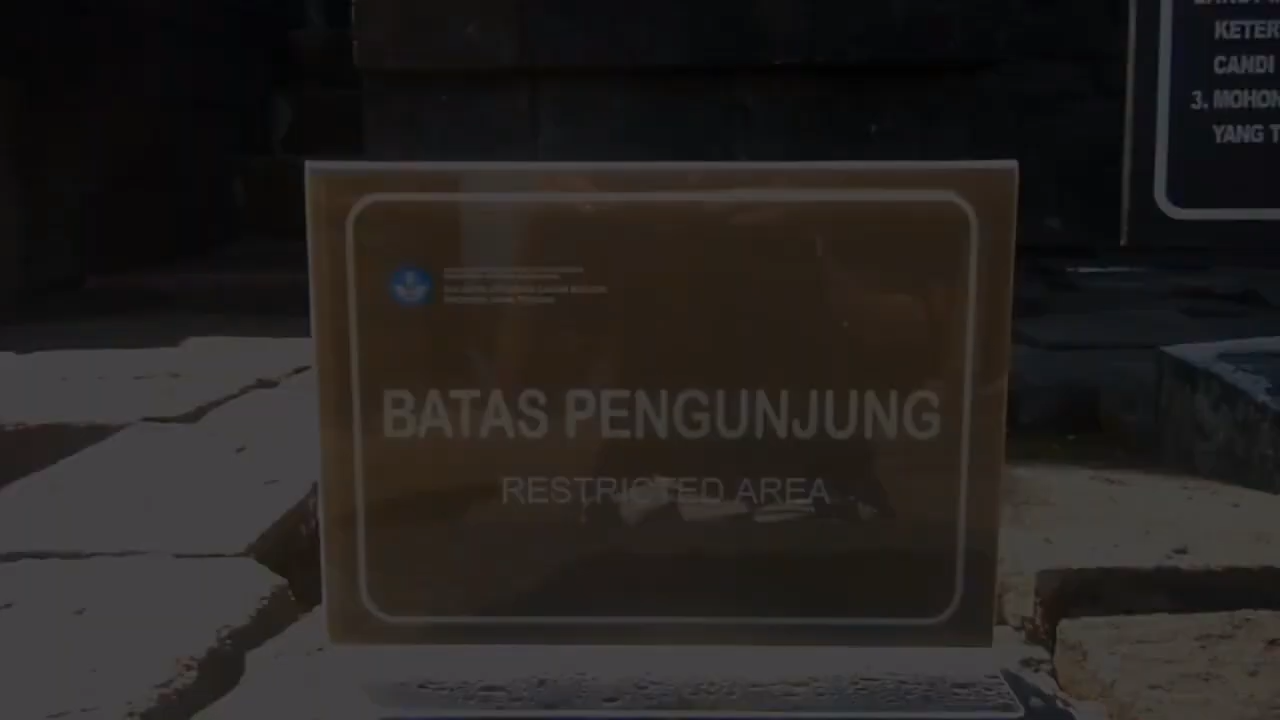 KETER
CANDI
3. MOHON
YANG T
BATAS PENGUNJUNG
RESTRICTED AREA